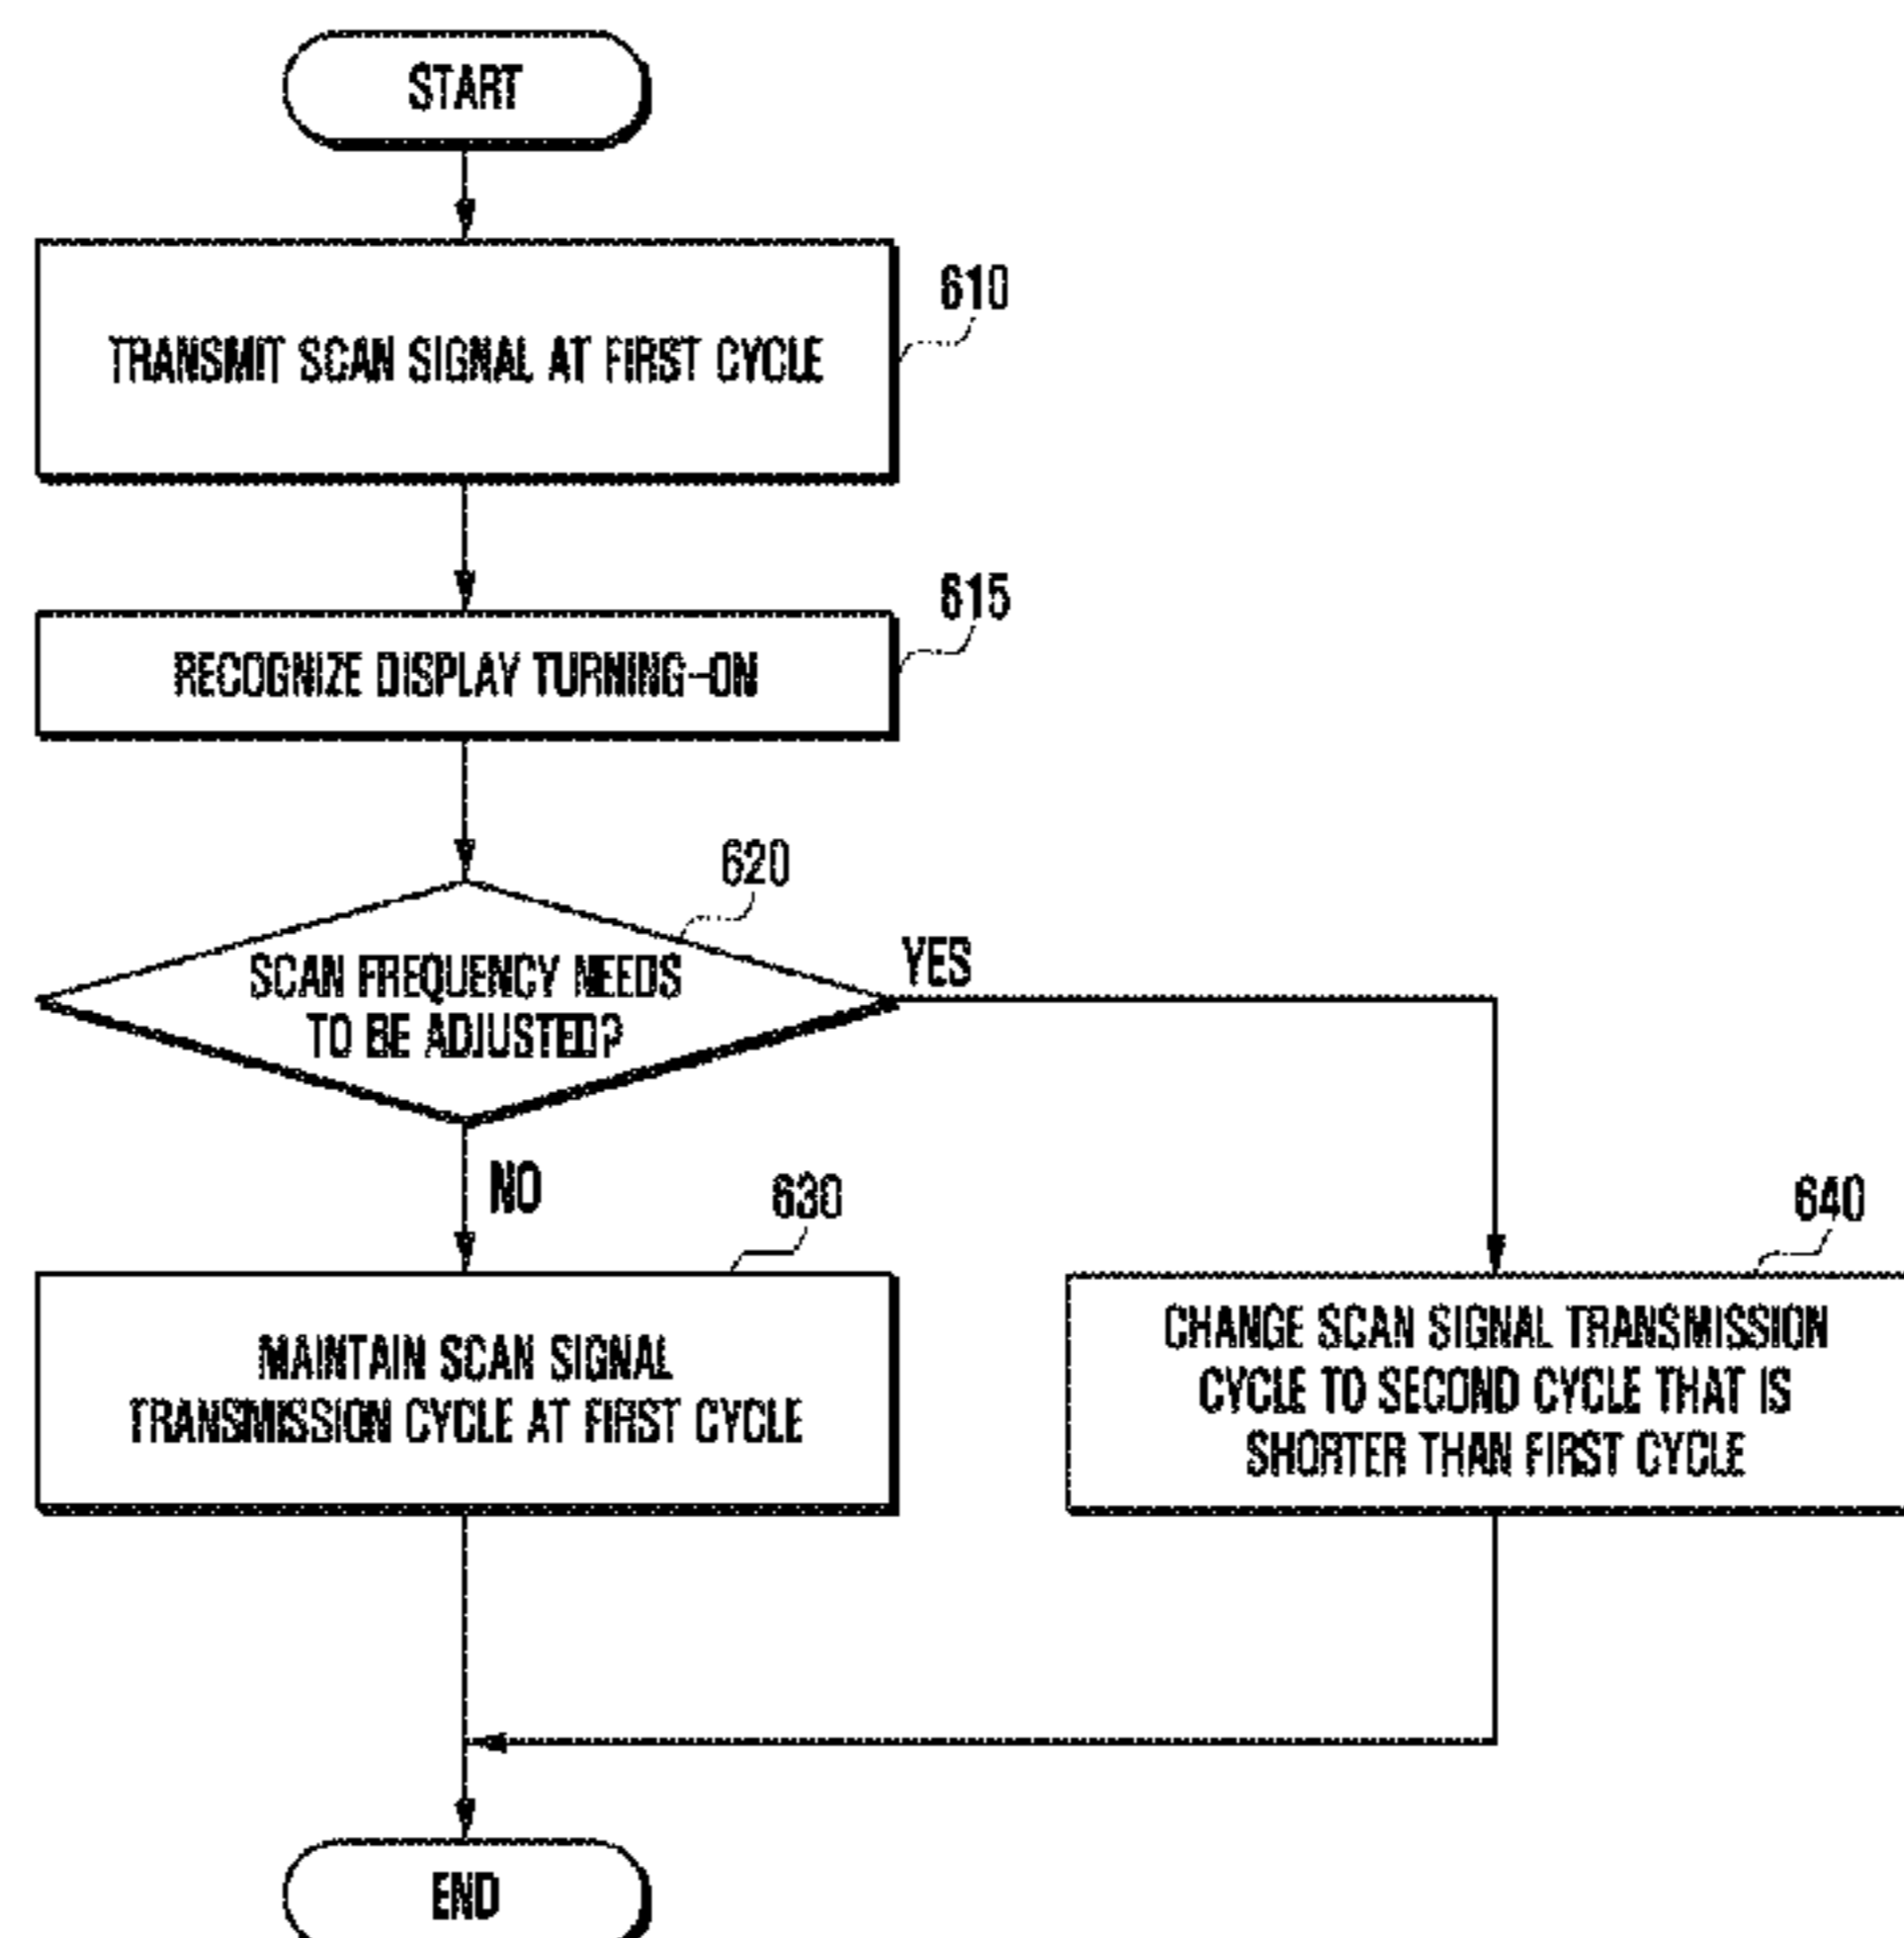 START
610
TRANSMIT SCAN SIGNAL AT FIRST CYCLE
615
RECOGNIZE DISPLAY TURNING-ON
620
SCAN FREQUENCY NEEDS
TO BE ADJUSTED?
YES
NO
630
MAINTAIN SCAN SIGNAL
TRANSMISSION CYCLE AT FIRST CYCLE
640
CHANGE SCAN SIGNAL TRANSMISSION
CYCLE TO SECOND CYCLE THAT IS
SHORTER THAN FIRST CYCLE
END